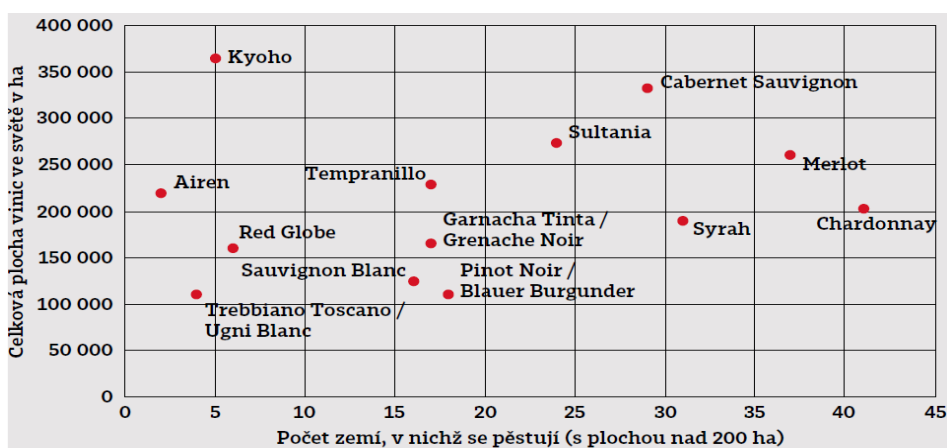 Celková plocha vinic ve světě v ha
400 000
350 000
300 000
250 000
200 000
150 000
100 000
50 000
0
Kyoho
Cabernet Sauvignon
Sultania
Merlot
Airen
Tempranillo
Garnacha Tinta /
Grenache Noir
Syrah
Chardonnay
Red Globe
Sauvignon Blanc
Pinot Noir /
Blauer Burgunder
Trebbiano Toscano /
Ugni Blanc
0
5
10
15
20
25
30
35
40
45
Počet zemí, v nichž se pěstují (s plochou nad 200 ha)